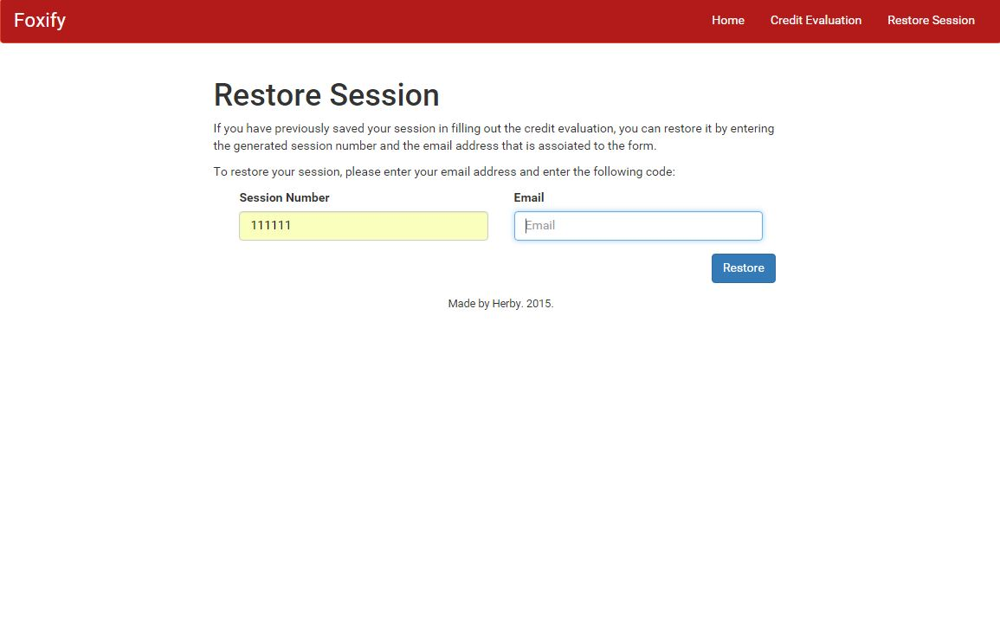 Foxify
Home Credit Evaluation Restore Session
Restore Session
If you have previously saved your session in filling out the credit evaluation, you can restore it by entering
the generated session number and the email address that is assoiated to the form.
To restore your session, please enter your email address and enter the following code:
Session Number Email
111111 Email
Restore
Made by Herby. 2015.